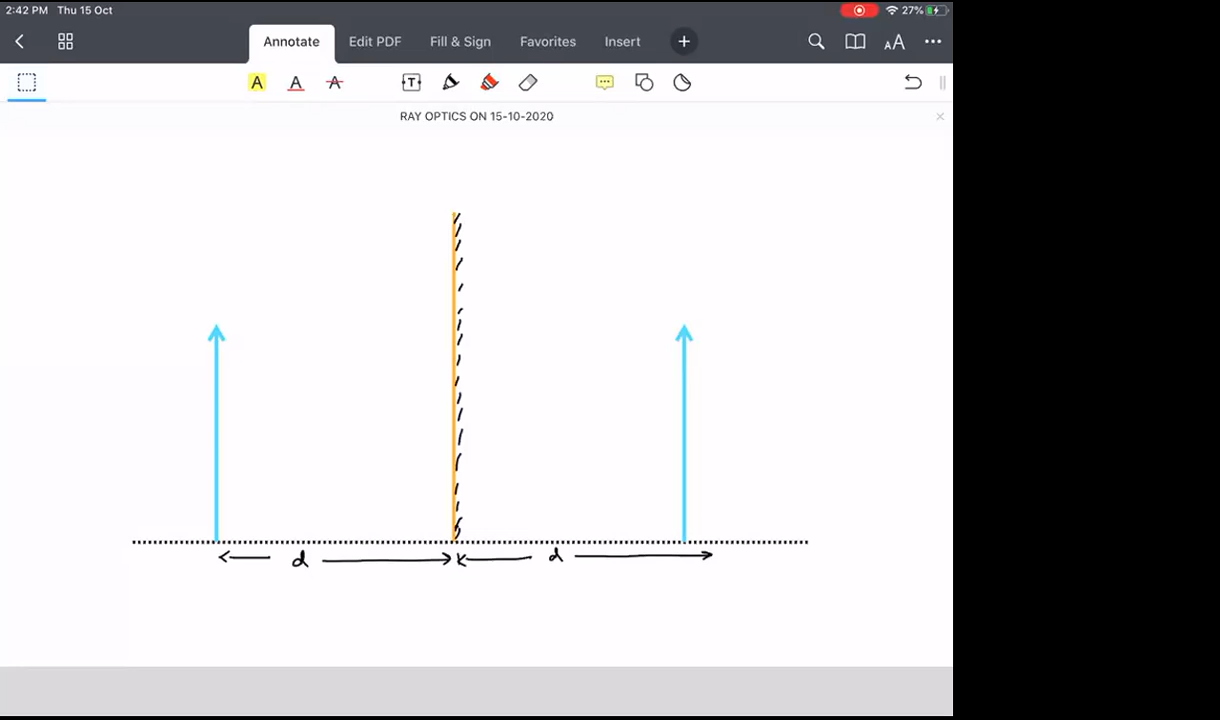 2:42 PM Thu 15 Oct 27%
Annotate Edit PDF Fill & Sign Favorites Insert AA
A A A T
RAY OPTICS ON 15-10-2020
d d